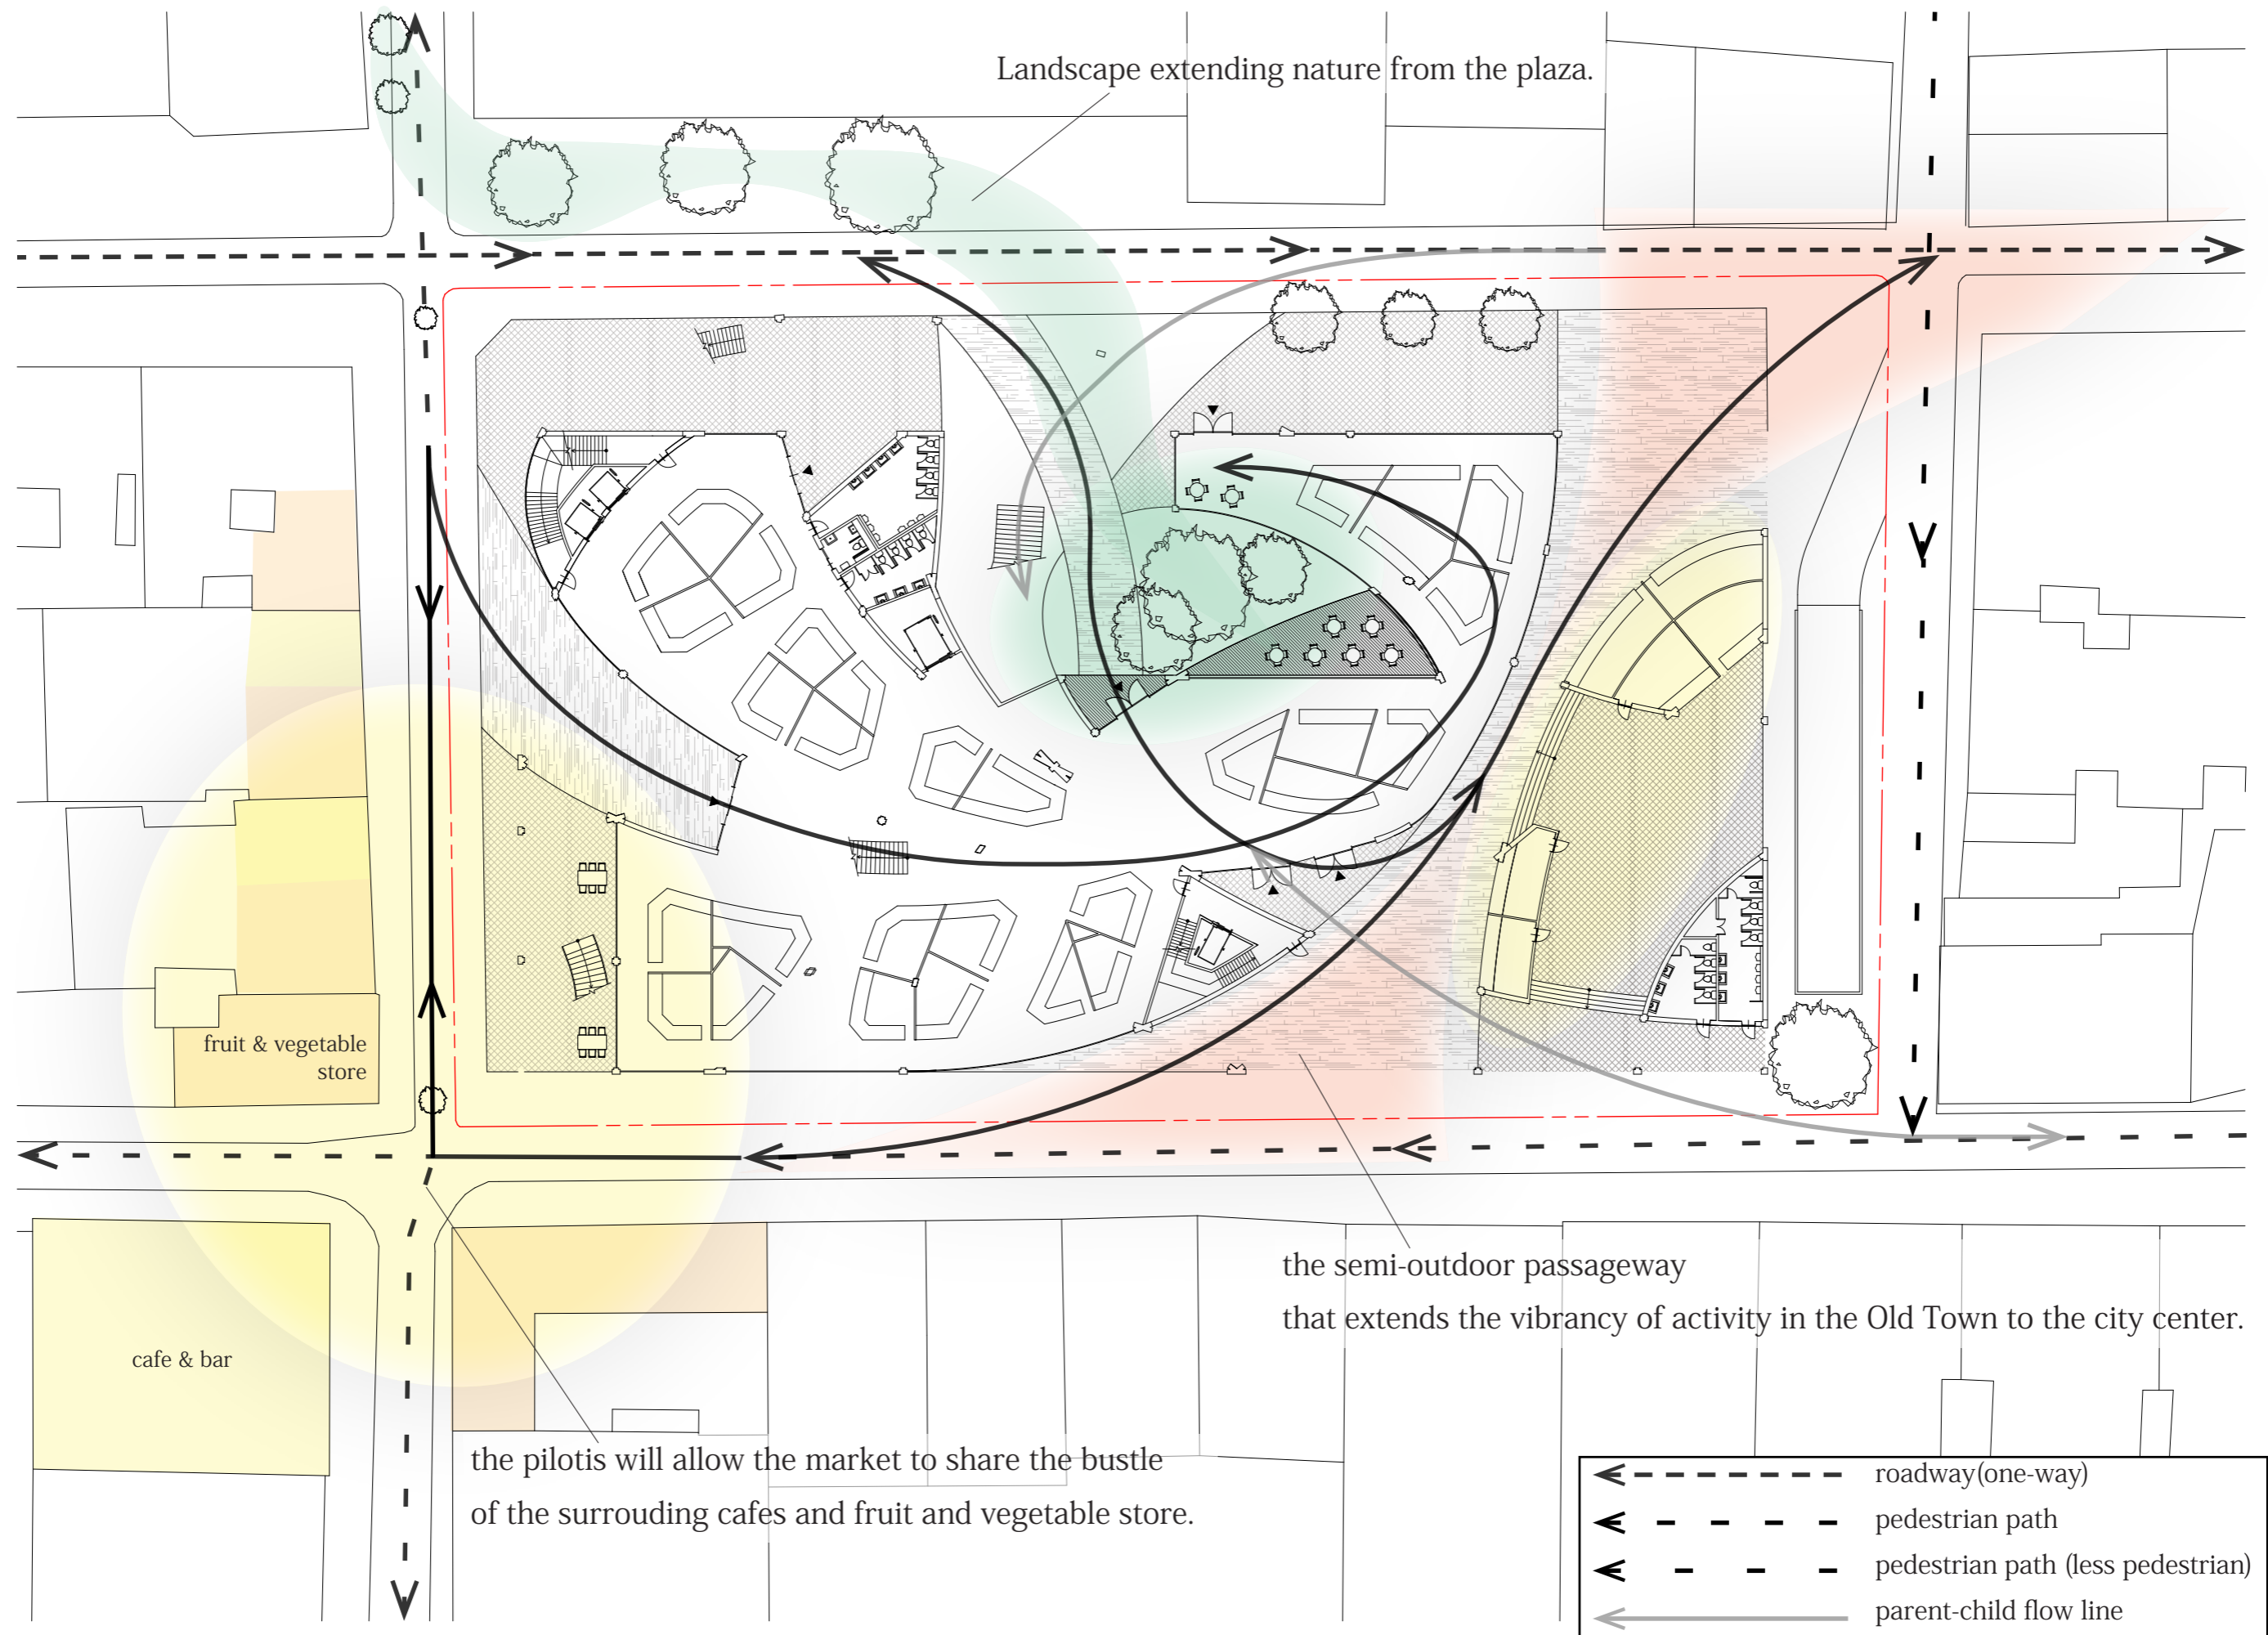 Landscape extending nature from the plaza.
fruit & vegetable
store
cafe & bar
the semi-outdoor passageway
that extends the vibrancy of activity in the Old Town to the city center.
the pilotis will allow the market to share the bustle
of the surrouding cafes and fruit and vegetable store.
roadway(one-way)
pedestrian path
pedestrian path (less pedestrian)
parent-child flow line